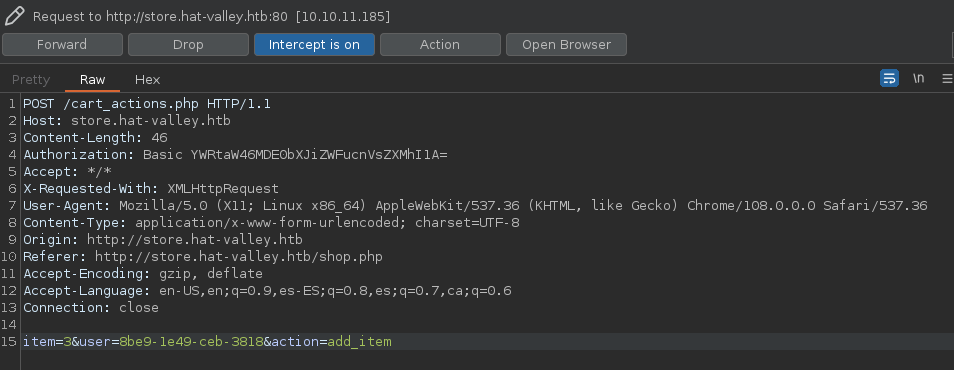 Request to http://store.hat-valley.htb:80 [10.10.11.185]
Forward Drop Intercept is on Action Open Browser
Pretty Raw Hex \n
1 POST /cart_actions.php HTTP/1.1
2 Host: store.hat-valley.htb
3 Content-Length: 46
4 Authorization: Basic YWRtaW46MDE0bXJiZWFucnVsZXMhI1A=
5 Accept: */*
6 X-Requested-With: XMLHttpRequest
7 User-Agent: Mozilla/5.0 (X11; Linux x86_64) AppleWebKit/537.36 (KHTML, like Gecko) Chrome/108.0.0.0 Safari/537.36
8 Content-Type: application/x-www-form-urlencoded; charset=UTF-8
9 Origin: http://store.hat-valley.htb
10 Referer: http://store.hat-valley.htb/shop.php
11 Accept-Encoding: gzip, deflate
12 Accept-Language: en-US,en;q=0.9,es-ES;q=0.8,es;q=0.7,ca;q=0.6
13 Connection: close
14
15 item=3&user=8be9-1e49-ceb-3818&action=add_item